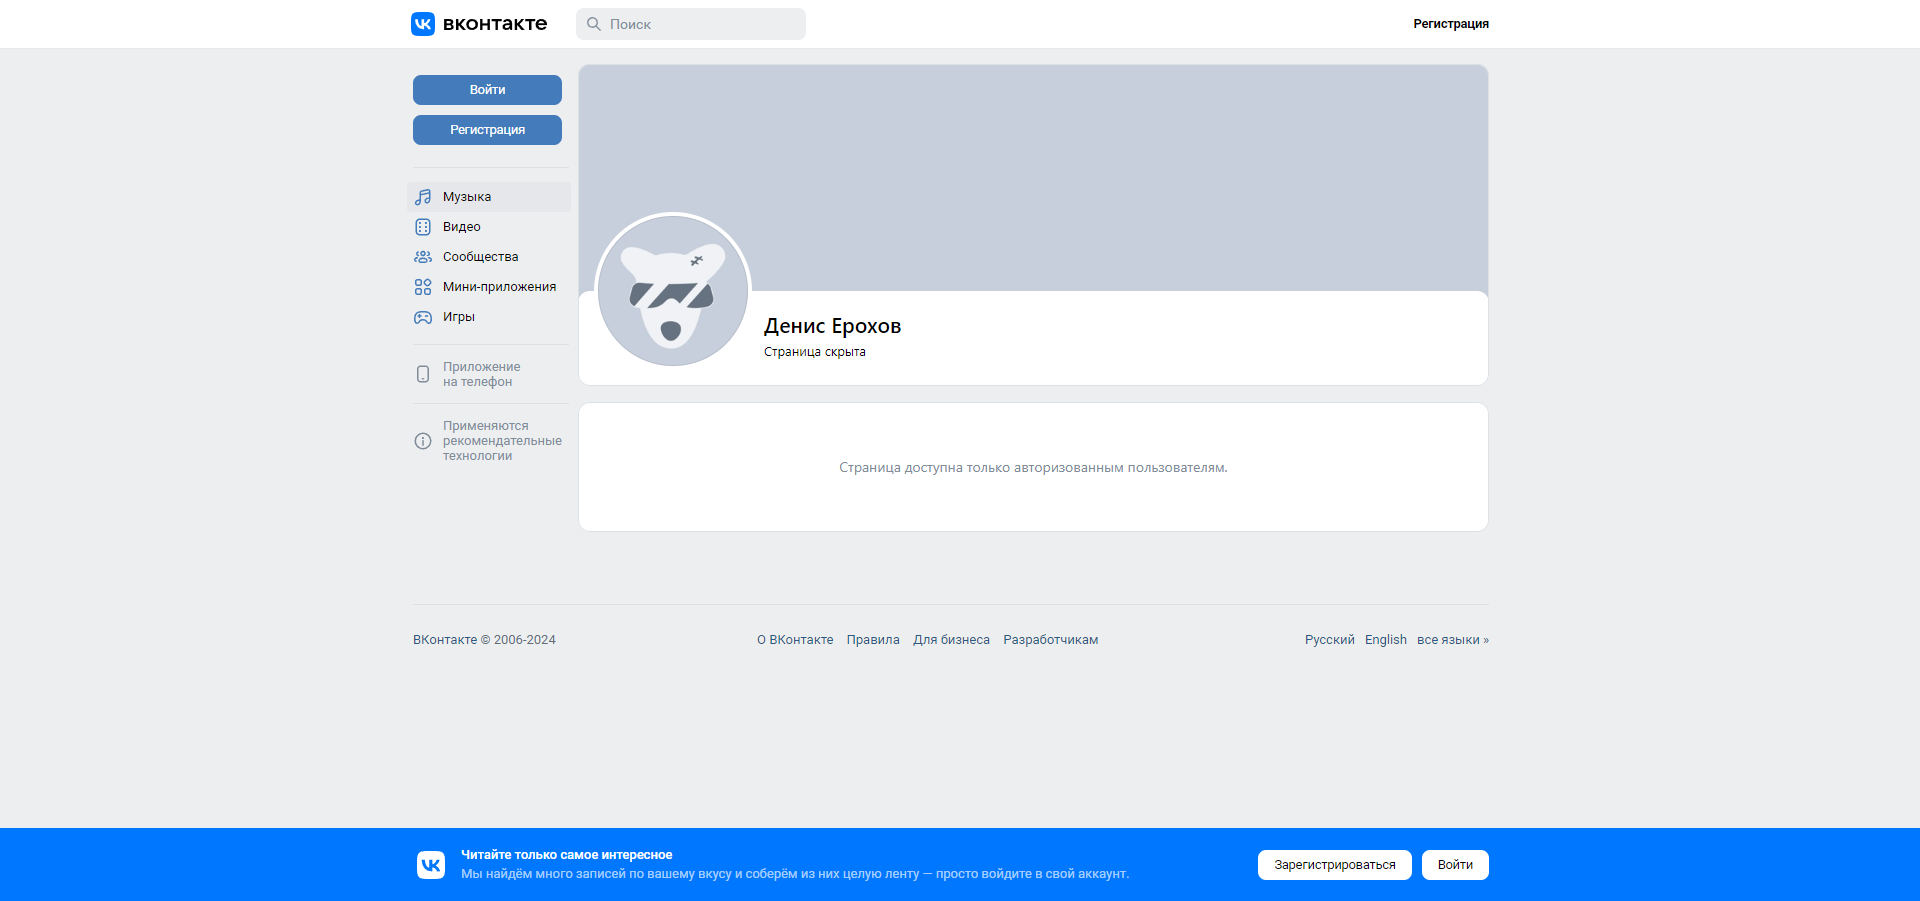 вконтакте
Поиск
Регистрация
Войти
Регистрация
Музыка
Видео
Сообщества
Мини-приложения
Игры
Приложение
на телефон
Применяются
рекомендательные
технологии
Денис Ерохов
Страница скрыта
Страница доступна только авторизованным пользователям.
ВКонтакте © 2006-2024
О ВКонтакте Правила Для бизнеса Разработчикам
Русский English все языки »
Читайте только самое интересное
Мы найдём много записей по вашему вкусу и соберём из них целую ленту — просто войдите в свой аккаунт.
Зарегистрироваться
Войти